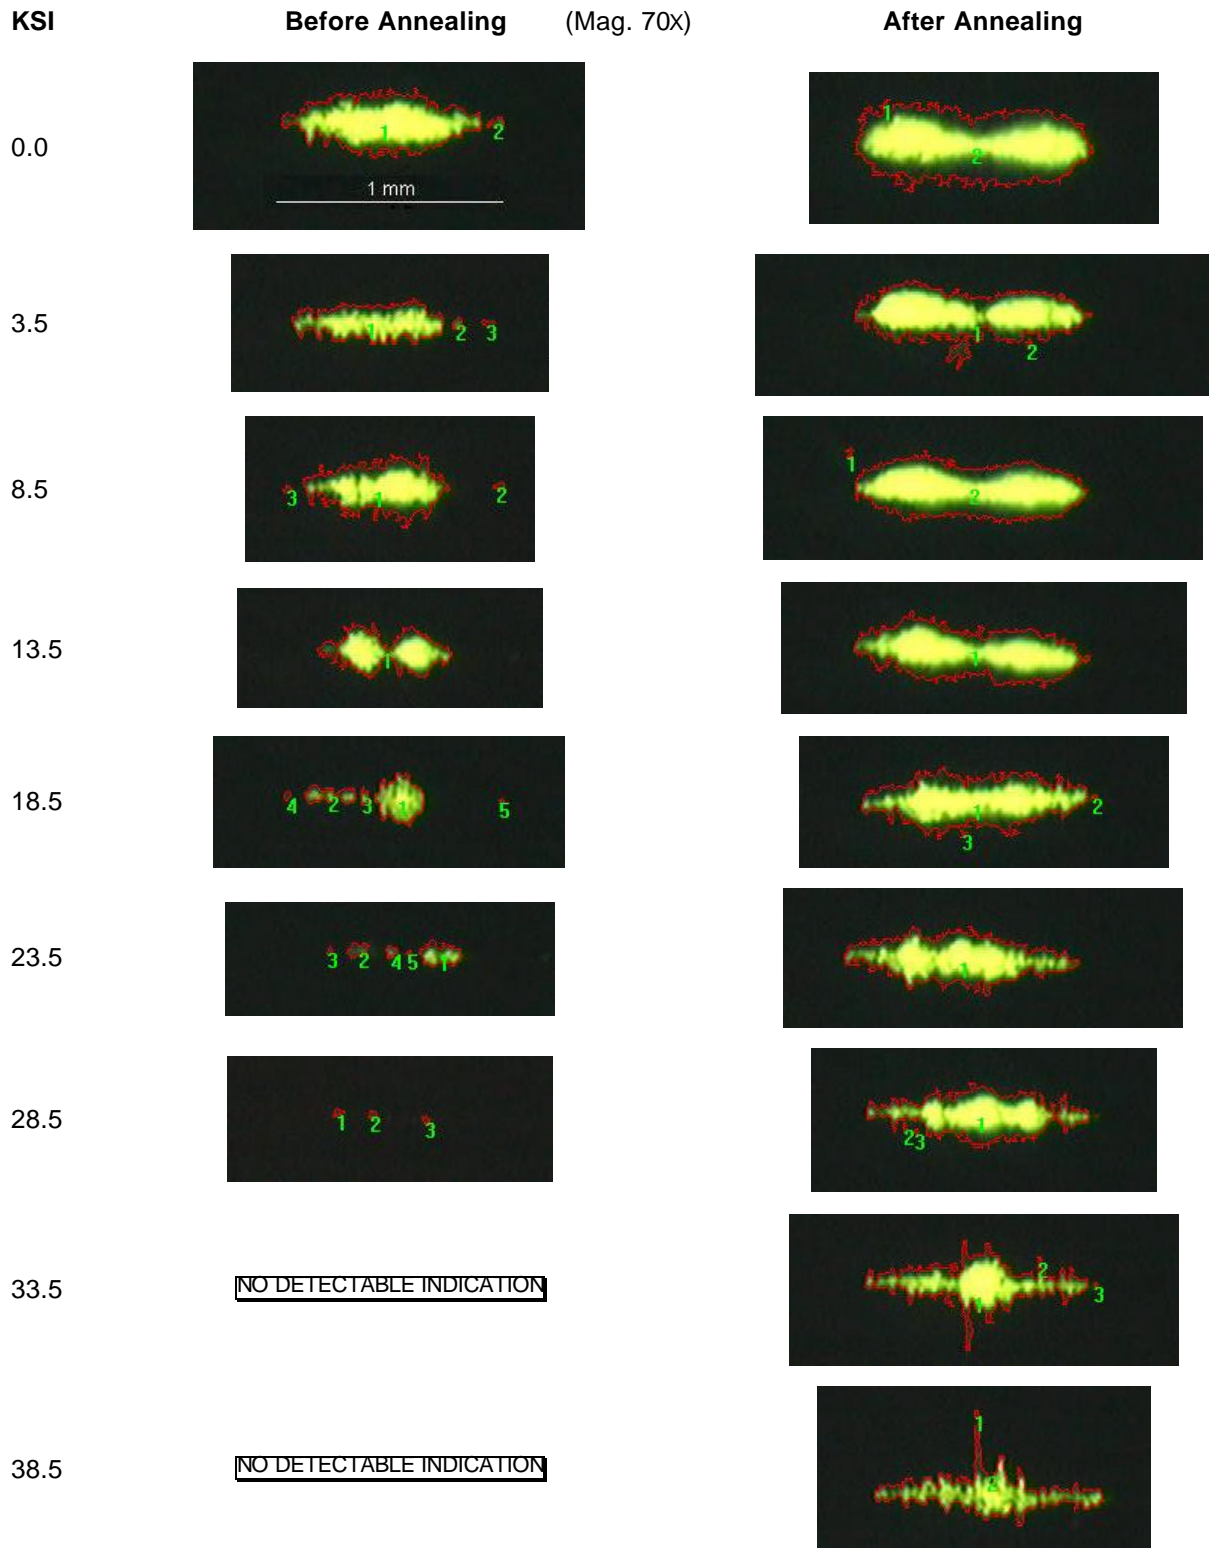 KSI Before Annealing (Mag. 70X) After Annealing
0.0
1 2
1 mm
1 2
3.5
1 2 3
1 2
8.5
3 1 2
1 2
13.5
1
1
18.5
4 2 3 1 5
1 2 3
23.5
3 2 4 5 1
1
28.5
1 2 3
2 3 1
33.5
NO DETECTABLE INDICATION
1 2 3
38.5
NO DETECTABLE INDICATION
1 2